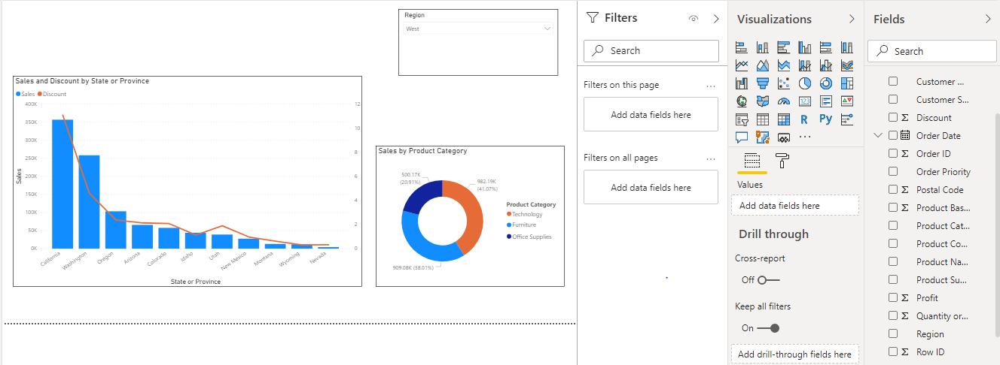 Region
West
Sales and Discount by State or Province
Sales
Discount
400K
350K
300K
250K
200K
150K
100K
50K
0K
12
10
8
6
4
2
0
Sales
California
Washington
Oregon
Arizona
Colorado
Idaho
Utah
New Mexico
Montana
Wyoming
Nevada
State or Province
Sales by Product Category
500.17K
(20.91%)
982.19K
(41.07%)
909.08K (38.01%)
Product Category
Technology
Furniture
Office Supplies
Filters
Search
Filters on this page
...
Add data fields here
Filters on all pages
...
Add data fields here
Visualizations
123
R
Py
...
Values
Add data fields here
Drill through
Cross-report
Off
Keep all filters
On
Add drill-through fields here
Fields
Search
Customer ...
Customer S...
Σ Discount
Order Date
Σ Order ID
Order Priority
Σ Postal Code
Σ Product Bas...
Product Cat...
Product Co...
Product Na...
Product Su...
Σ Profit
Σ Quantity or...
Region
Σ Row ID